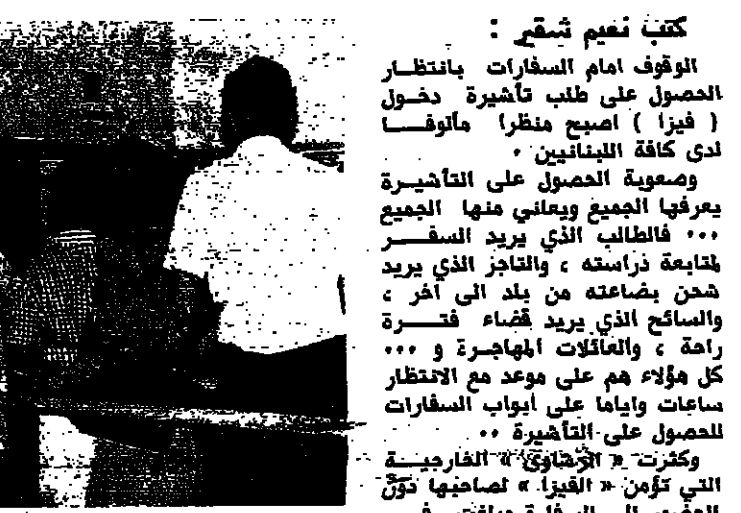 كتب نعيم شقير :
الوقوف امام السفارات بانتظار
الحصول على طلب تأشيرة دخول
( فيزا ) اصبح منظرا مألوفا
لدى كافة اللبنانيين .
وصعوبة الحصول على التأشيرة
يعرفها الجميع ويعاني منها الجميع
... فالطالب الذي يريد السفر
لمتابعة دراسته ، والتاجر الذي يريد
شحن بضاعته من بلد الى اخر ،
والسائح الذي يريد قضاء فترة
راحة ، والعائلات المهاجرة و ...
كل هؤلاء هم على موعد مع الانتظار
ساعات واياما على ابواب السفارات
للحصول على التأشيرة ..
وكثرت « الرشاوى » الخارجية
التي تؤمن « الفيزا » لصاحبها دون